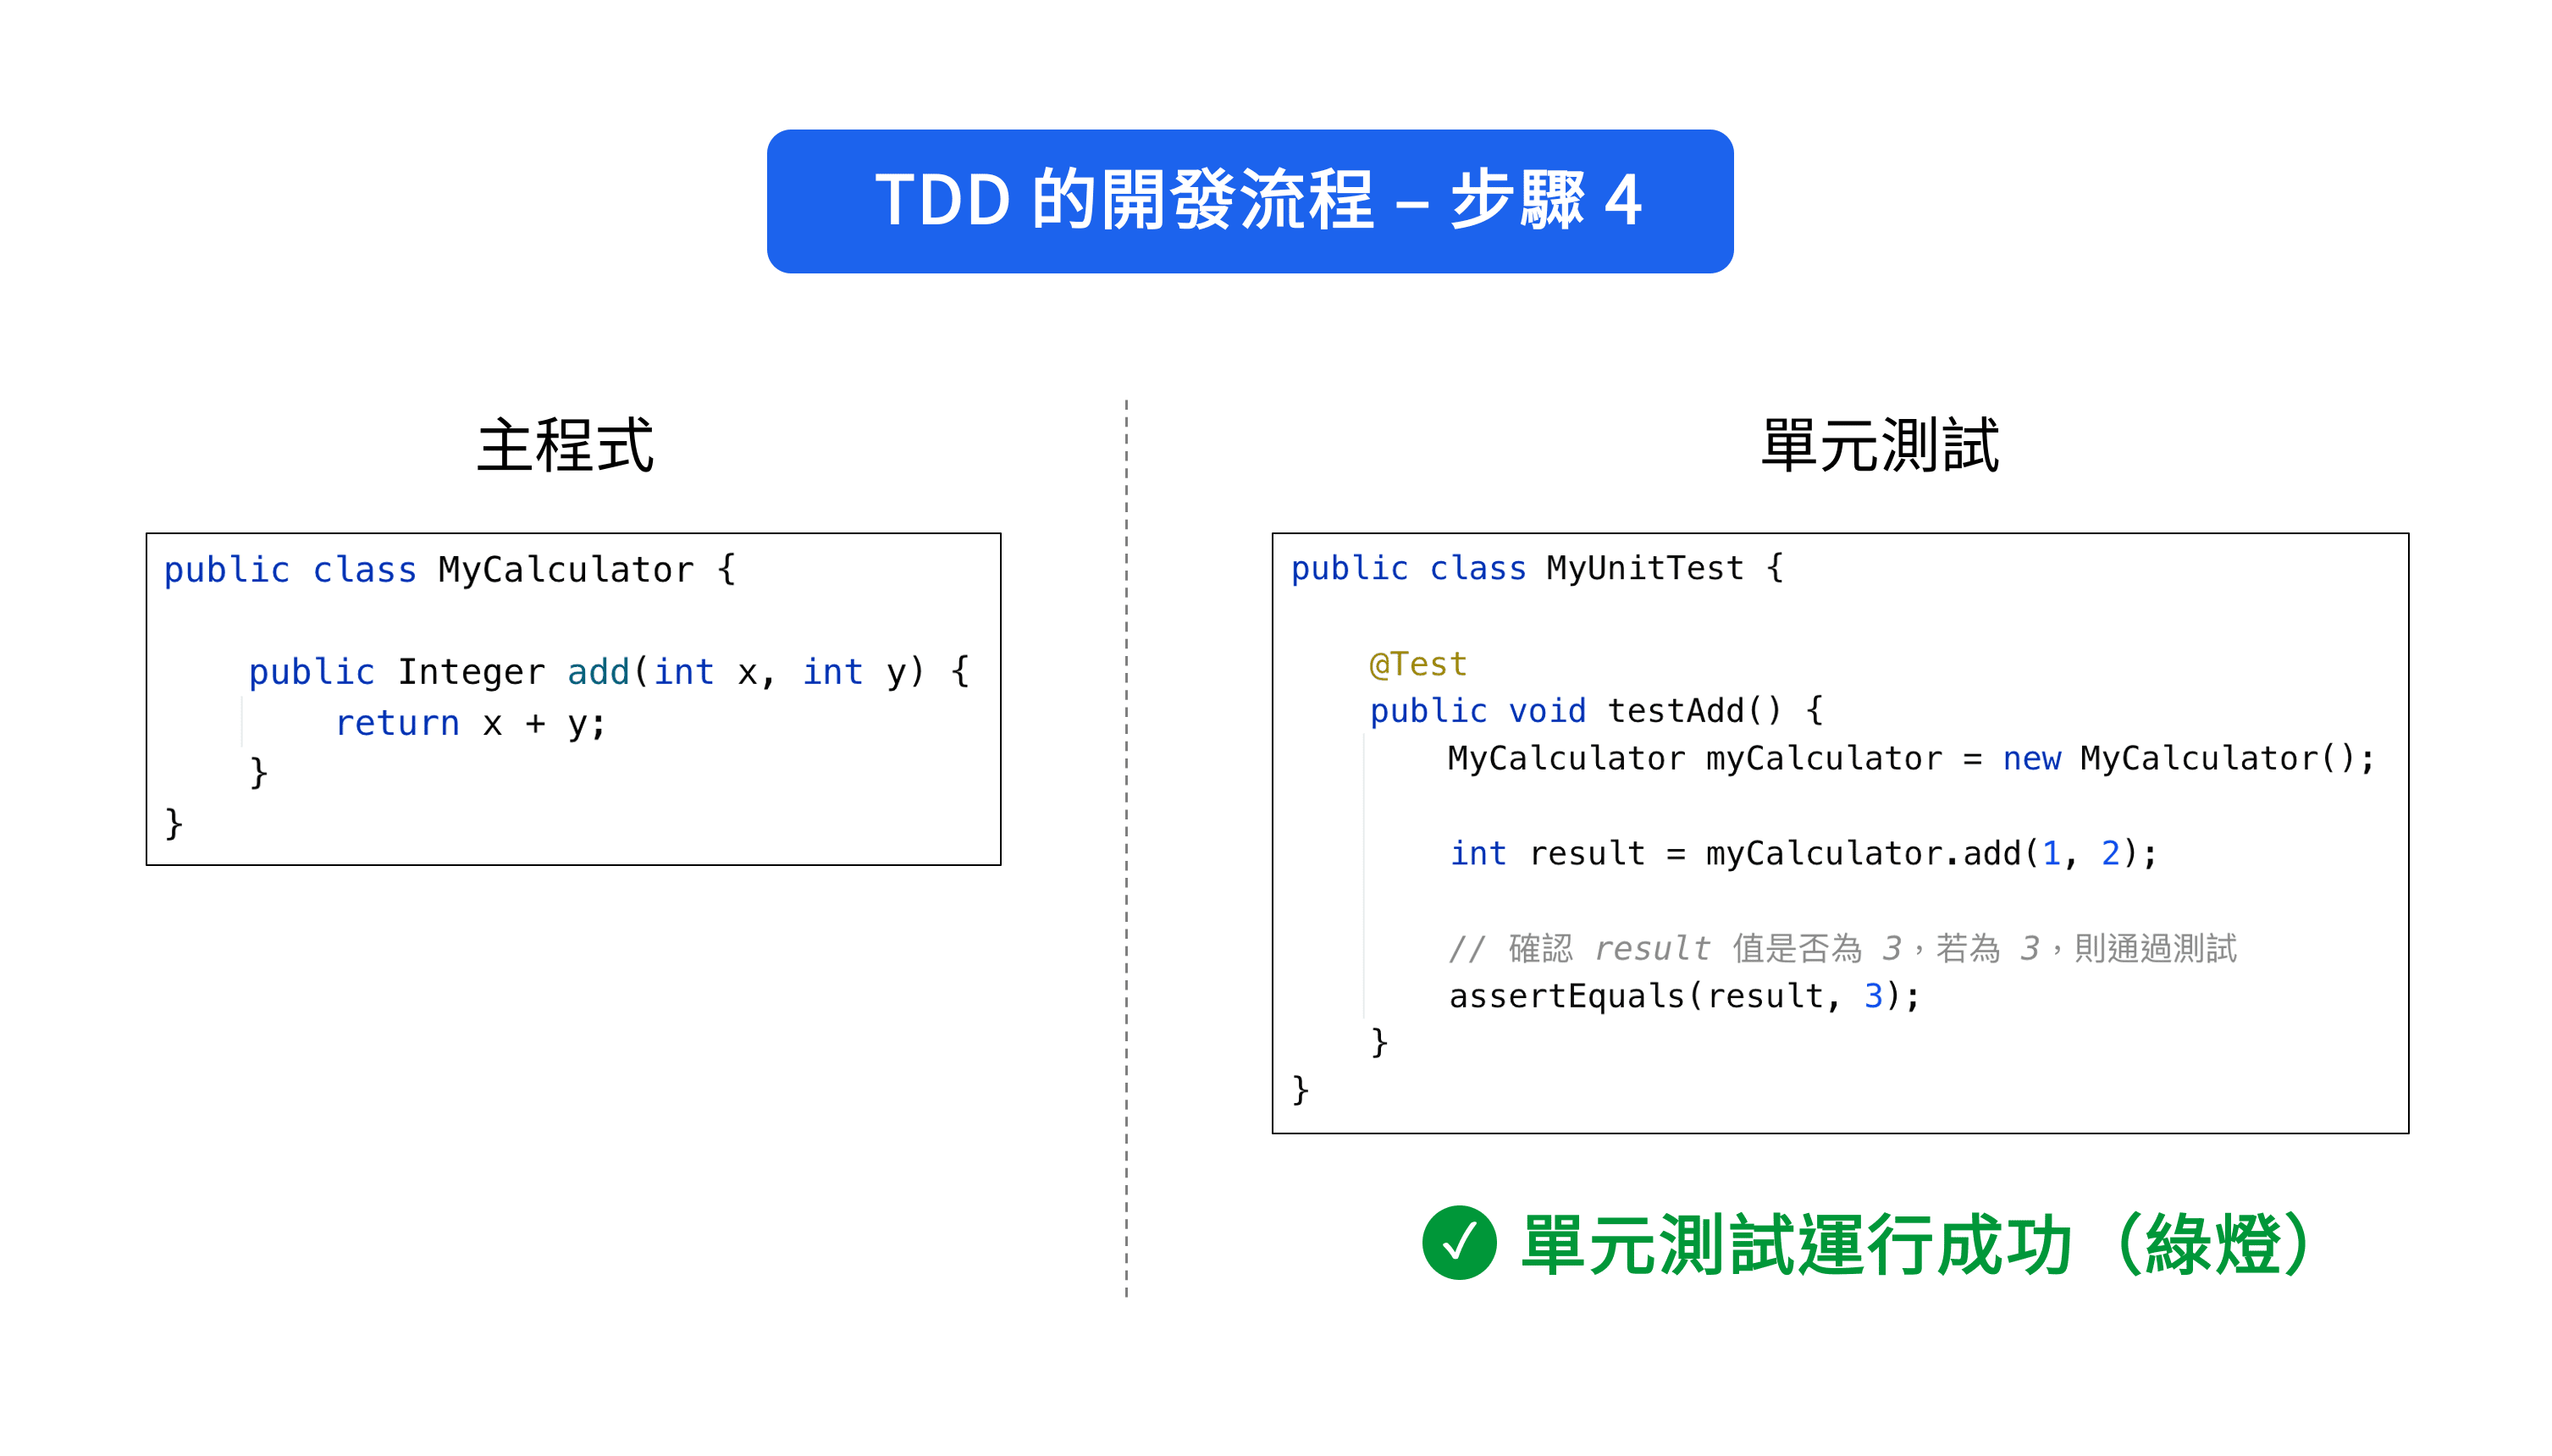 TDD 的開發流程 – 步驟 4
主程式
public class MyCalculator {
    public Integer add(int x, int y) {
        return x + y;
    }
}
單元測試
public class MyUnitTest {
    @Test
    public void testAdd() {
        MyCalculator myCalculator = new MyCalculator();
        int result = myCalculator.add(1, 2);
        // 確認 result 值是否為 3，若為 3，則通過測試
        assertEquals(result, 3);
    }
}
單元測試運行成功（綠燈）